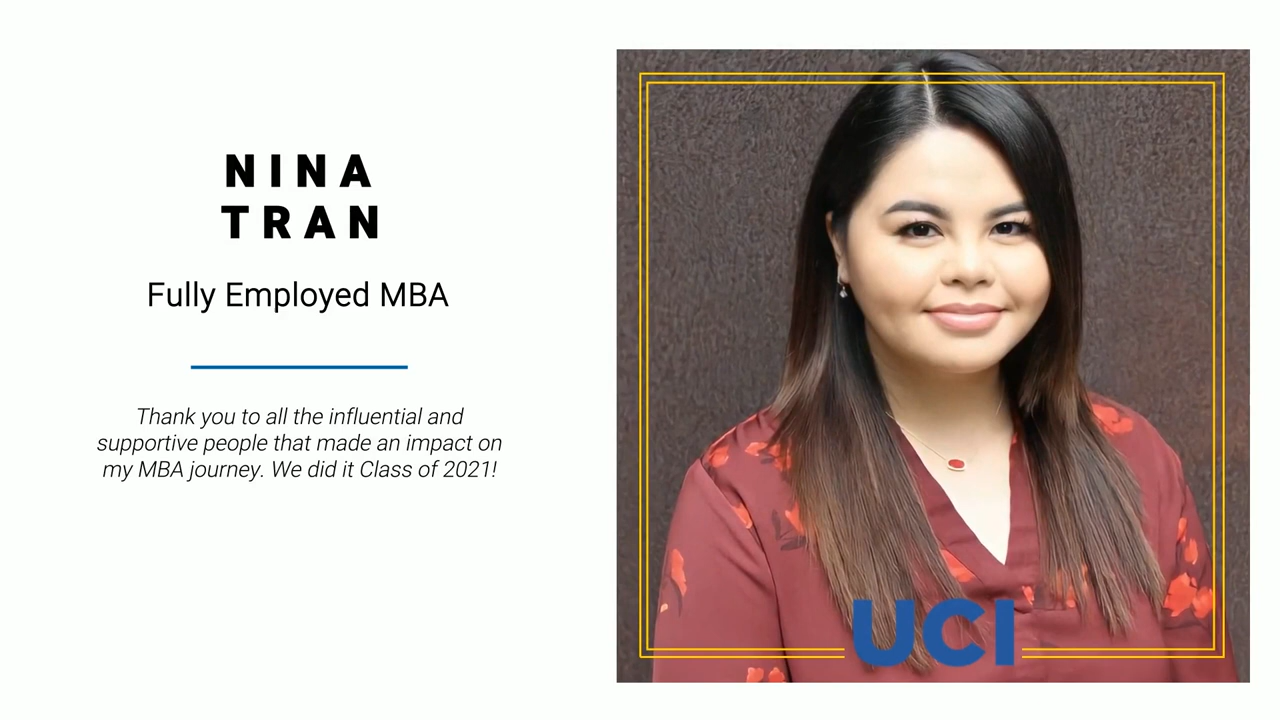 NINA
TRAN
Fully Employed MBA
Thank you to all the influential and
supportive people that made an impact on
my MBA journey. We did it Class of 2021!
UCI